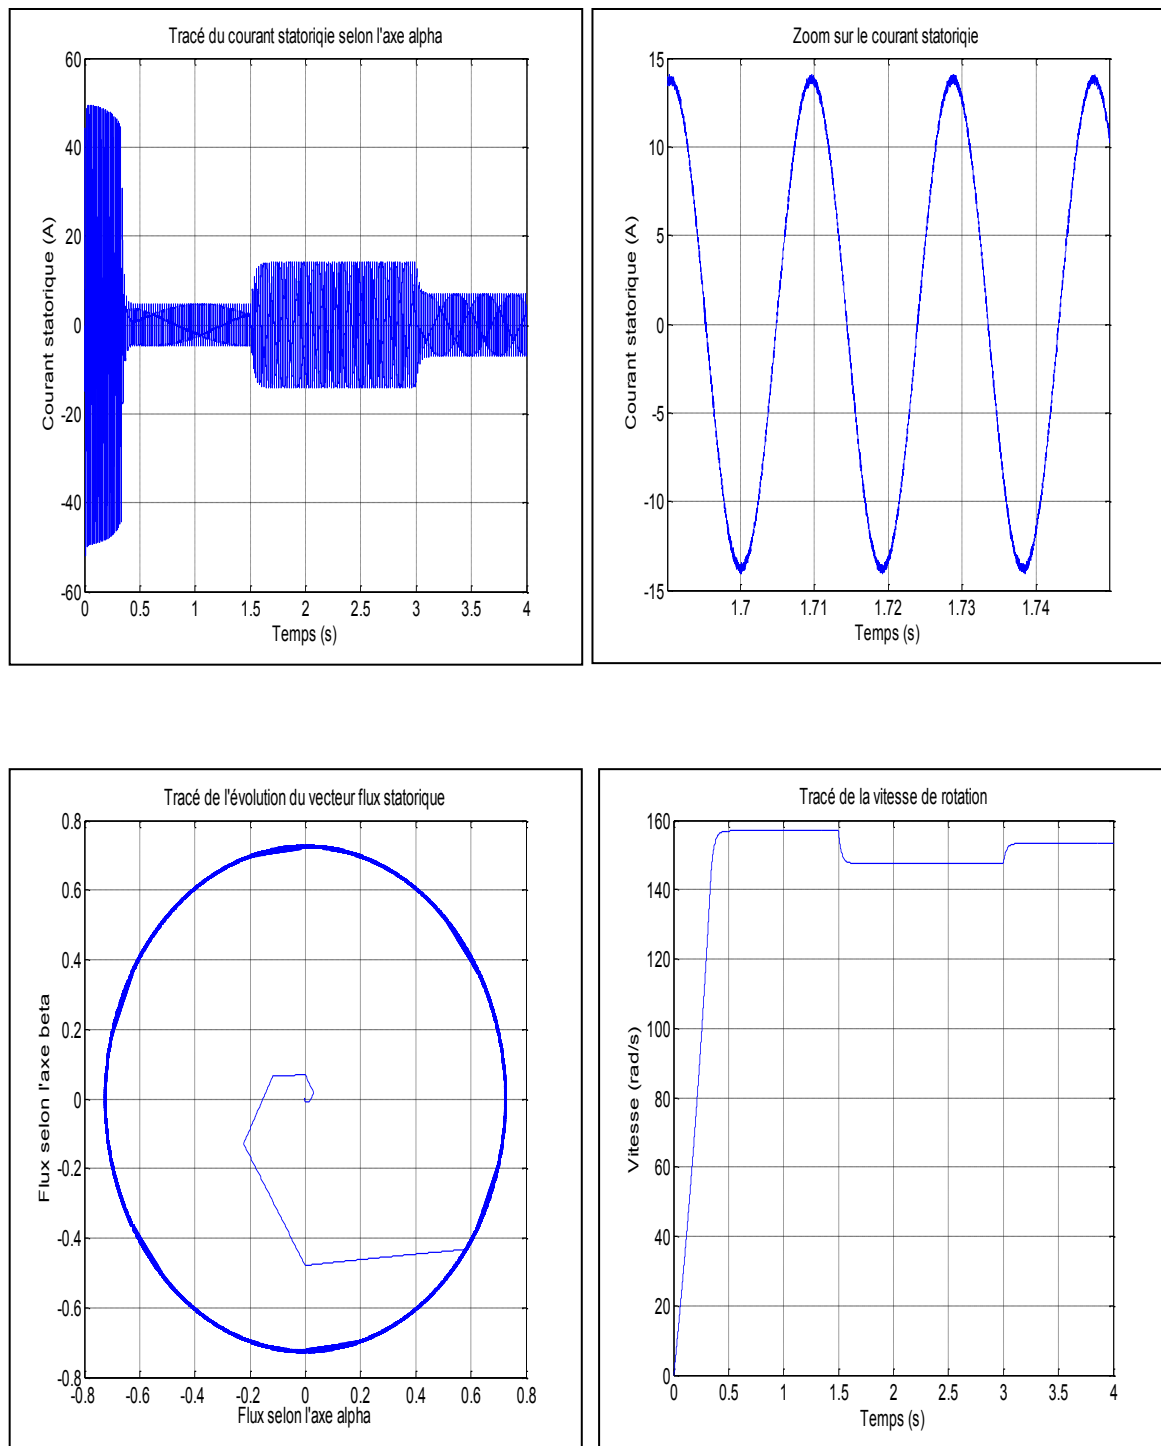 Tracé du courant statoriqie selon l'axe alpha
60
40
20
0
-20
-40
-60
Courant statorique (A)
0 0.5 1 1.5 2 2.5 3 3.5 4
Temps (s)
Zoom sur le courant statoriqie
15
10
5
0
-5
-10
-15
Courant statorique (A)
1.7 1.71 1.72 1.73 1.74
Temps (s)
Tracé de l'évolution du vecteur flux statorique
0.8
0.6
0.4
0.2
0
-0.2
-0.4
-0.6
-0.8
Flux selon l'axe beta
-0.8 -0.6 -0.4 -0.2 0 0.2 0.4 0.6 0.8
Flux selon l'axe alpha
Tracé de la vitesse de rotation
160
140
120
100
80
60
40
20
0
Vitesse (rad/s)
0 0.5 1 1.5 2 2.5 3 3.5 4
Temps (s)